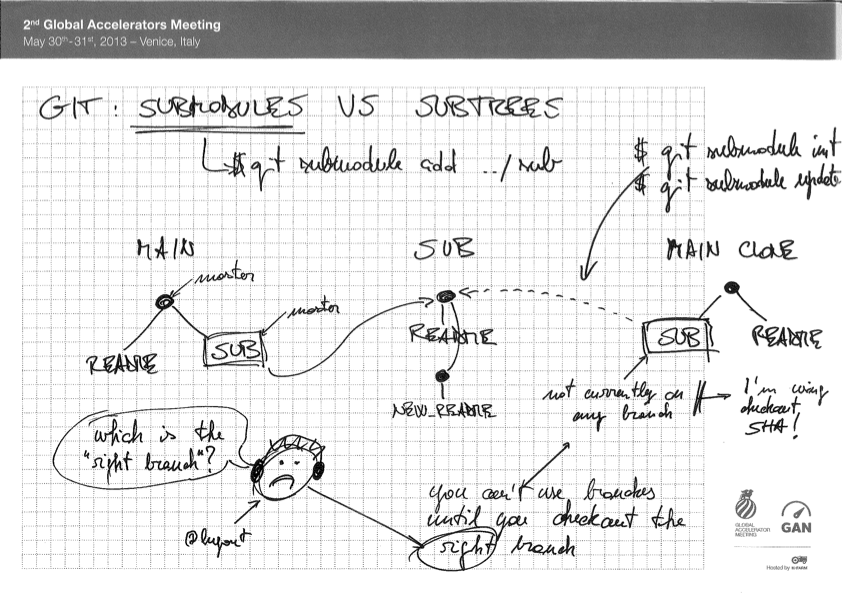 2nd Global Accelerators Meeting
May 30th-31st, 2013 – Venice, Italy
GIT: SUBMODULES VS SUBTREES
$ git submodule add ../sub
$ git submodule init
$ git submodule update
MAIN
SUB
MAIN CLONE
master
master
README
SUB
README
NEW_README
SUB
README
not currently on
any branch
I'm using
checkout
SHA!
which is the
"right branch"?
you can't use branches
until you checkout the
right branch
GLOBAL
ACCELERATOR
MEETING
GAN
Hosted by H-FARM